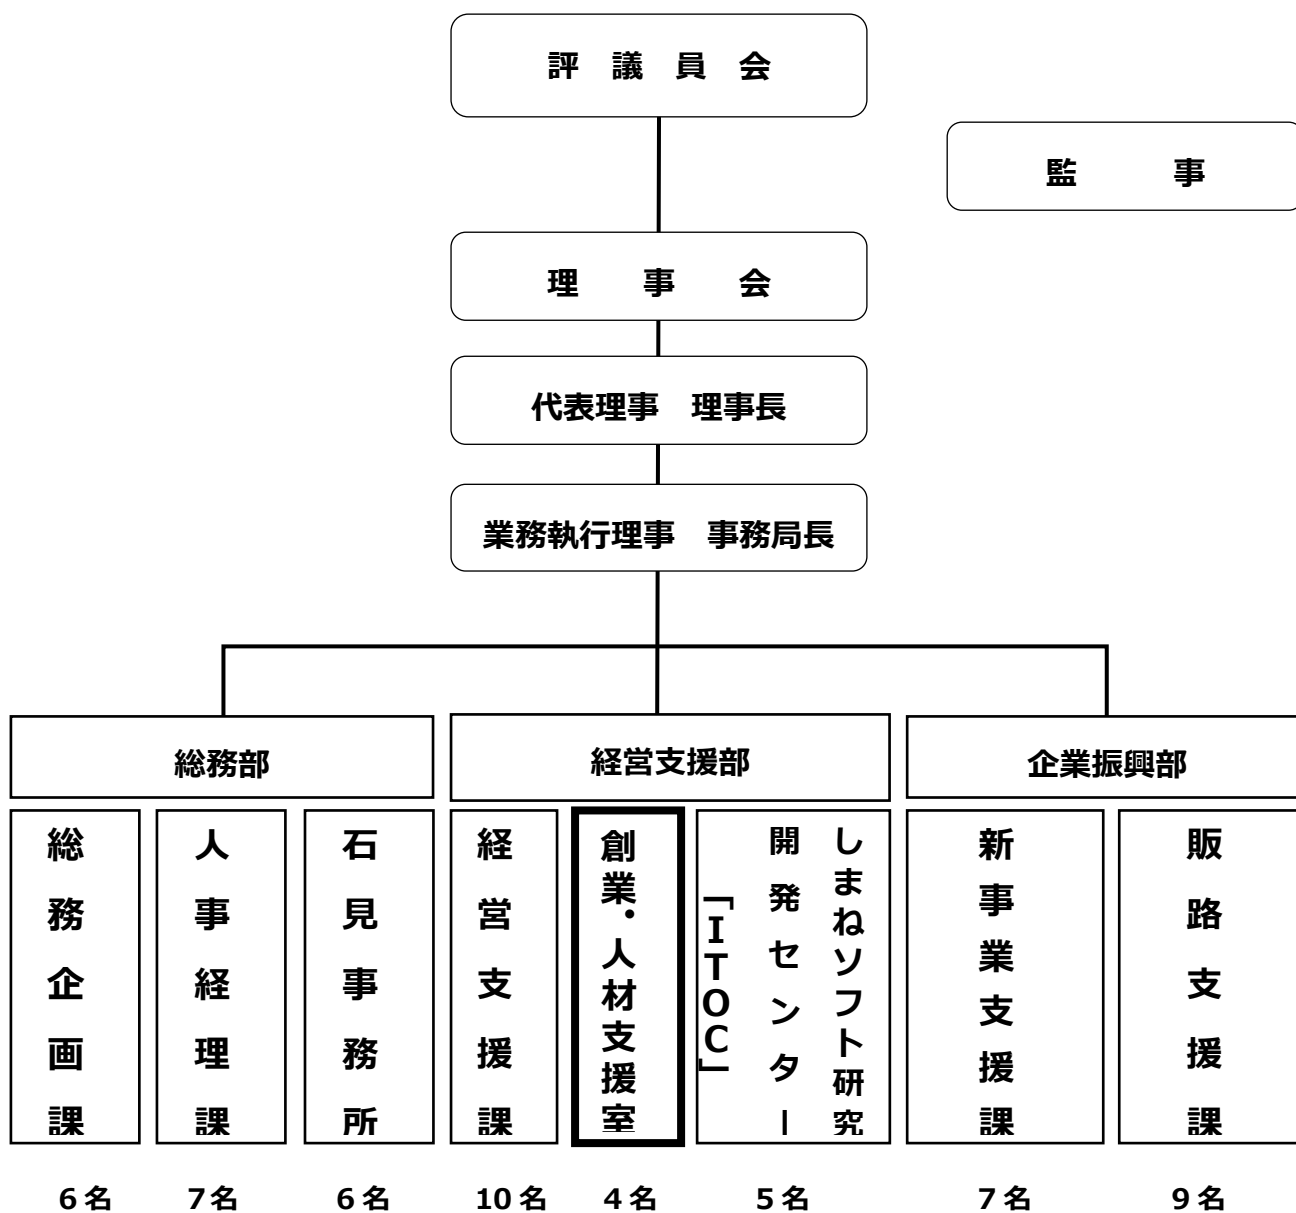 評　議　員　会
監　　　事
理　　事　　会
代表理事　理事長
業務執行理事　事務局長
総務部
経営支援部
企業振興部
総務企画課
人事経理課
石見事務所
経営支援課
創業・人材支援室
しまねソフト研究
開発センター
「ITOC」
新事業支援課
販路支援課
6 名
7 名
6 名
10 名
4 名
5 名
7 名
9 名